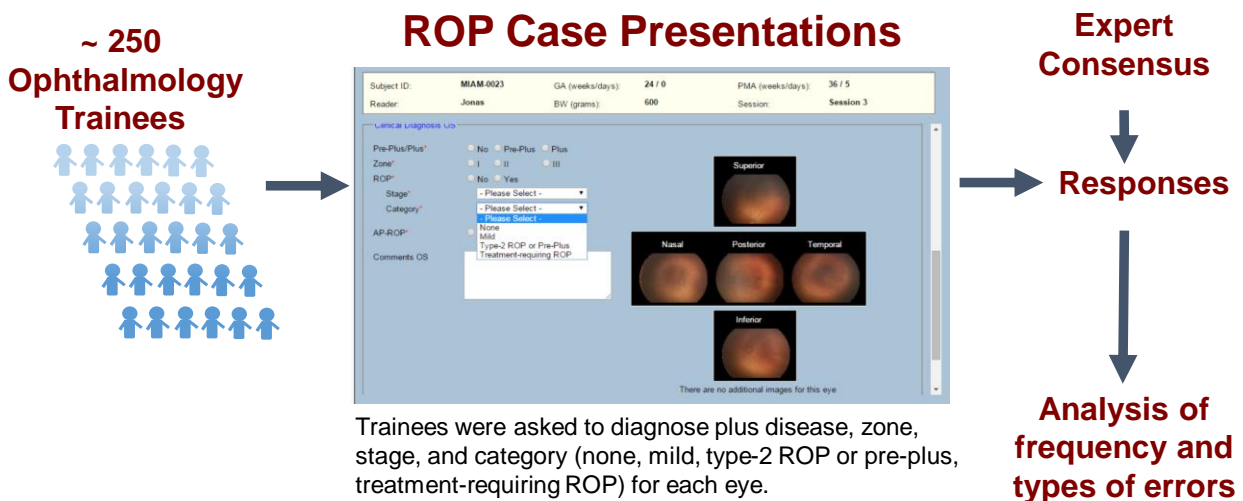 ~ 250
Ophthalmology
Trainees
ROP Case Presentations
Subject ID: MIAM-0023 GA (weeks/days): 24 / 0 PMA (weeks/days): 36 / 5
Reader: Jonas BW (grams): 600 Session: Session 3
Clinical Diagnosis OS
Pre-Plus/Plus* No Pre-Plus Plus
Zone* I II III
ROP* No Yes
Stage* - Please Select -
Category* - Please Select -
- Please Select -
None
Mild
Type-2 ROP or Pre-Plus
Treatment-requiring ROP
AP-ROP*
Comments OS
Superior
Nasal Posterior Temporal
Inferior
There are no additional images for this eye
Trainees were asked to diagnose plus disease, zone,
stage, and category (none, mild, type-2 ROP or pre-plus,
treatment-requiring ROP) for each eye.
Expert
Consensus
Responses
Analysis of
frequency and
types of errors